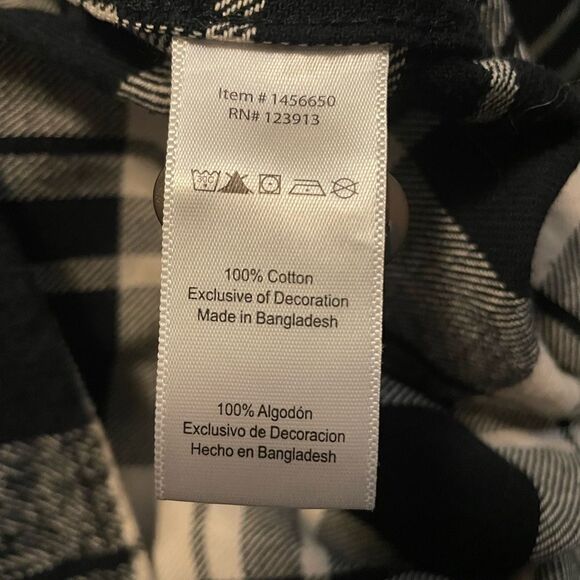 Item # 1456650
RN# 123913
30C
100% Cotton
Exclusive of Decoration
Made in Bangladesh
100% Algodón
Exclusivo de Decoracion
Hecho en Bangladesh